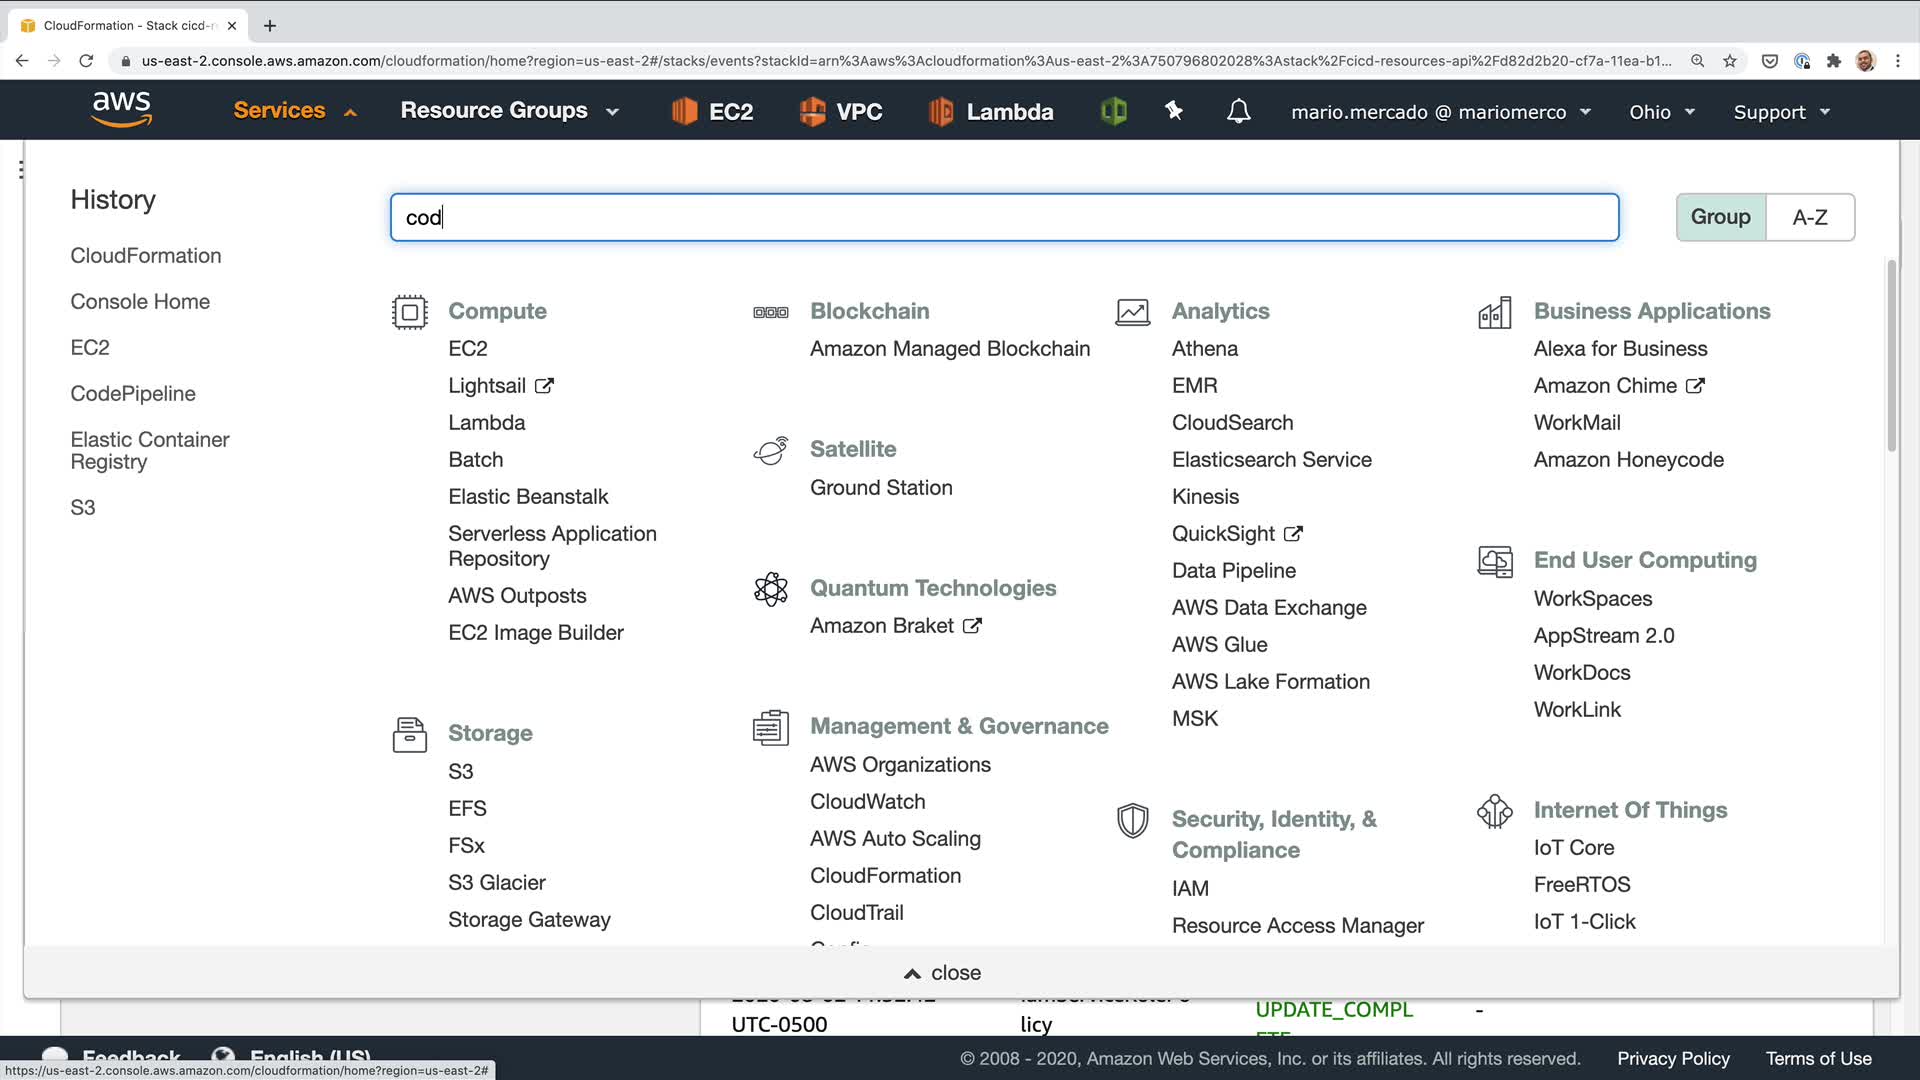 CloudFormation - Stack cicd-r
us-east-2.console.aws.amazon.com/cloudformation/home?region=us-east-2#/stacks/events?stackId=arn%3Aaws%3Acloudformation%3Aus-east-2%3A750796802028%3Astack%2Fcicd-resources-api%2Fd82d2b20-cf7a-11ea-b1...
aws
Services
Resource Groups
EC2
VPC
Lambda
mario.mercado @ mariomerco
Ohio
Support
History
CloudFormation
Console Home
EC2
CodePipeline
Elastic Container
Registry
S3
cod
Group
A-Z
Compute
EC2
Lightsail
Lambda
Batch
Elastic Beanstalk
Serverless Application
Repository
AWS Outposts
EC2 Image Builder
Storage
S3
EFS
FSx
S3 Glacier
Storage Gateway
Blockchain
Amazon Managed Blockchain
Satellite
Ground Station
Quantum Technologies
Amazon Braket
Management & Governance
AWS Organizations
CloudWatch
AWS Auto Scaling
CloudFormation
CloudTrail
Config
Analytics
Athena
EMR
CloudSearch
Elasticsearch Service
Kinesis
QuickSight
Data Pipeline
AWS Data Exchange
AWS Glue
AWS Lake Formation
MSK
Security, Identity, &
Compliance
IAM
Resource Access Manager
Business Applications
Alexa for Business
Amazon Chime
WorkMail
Amazon Honeycode
End User Computing
WorkSpaces
AppStream 2.0
WorkDocs
WorkLink
Internet Of Things
IoT Core
FreeRTOS
IoT 1-Click
close
UTC-0500
licy
UPDATE_COMPL
-
Feedback
English (US)
© 2008 - 2020, Amazon Web Services, Inc. or its affiliates. All rights reserved.
Privacy Policy
Terms of Use
https://us-east-2.console.aws.amazon.com/cloudformation/home?region=us-east-2#